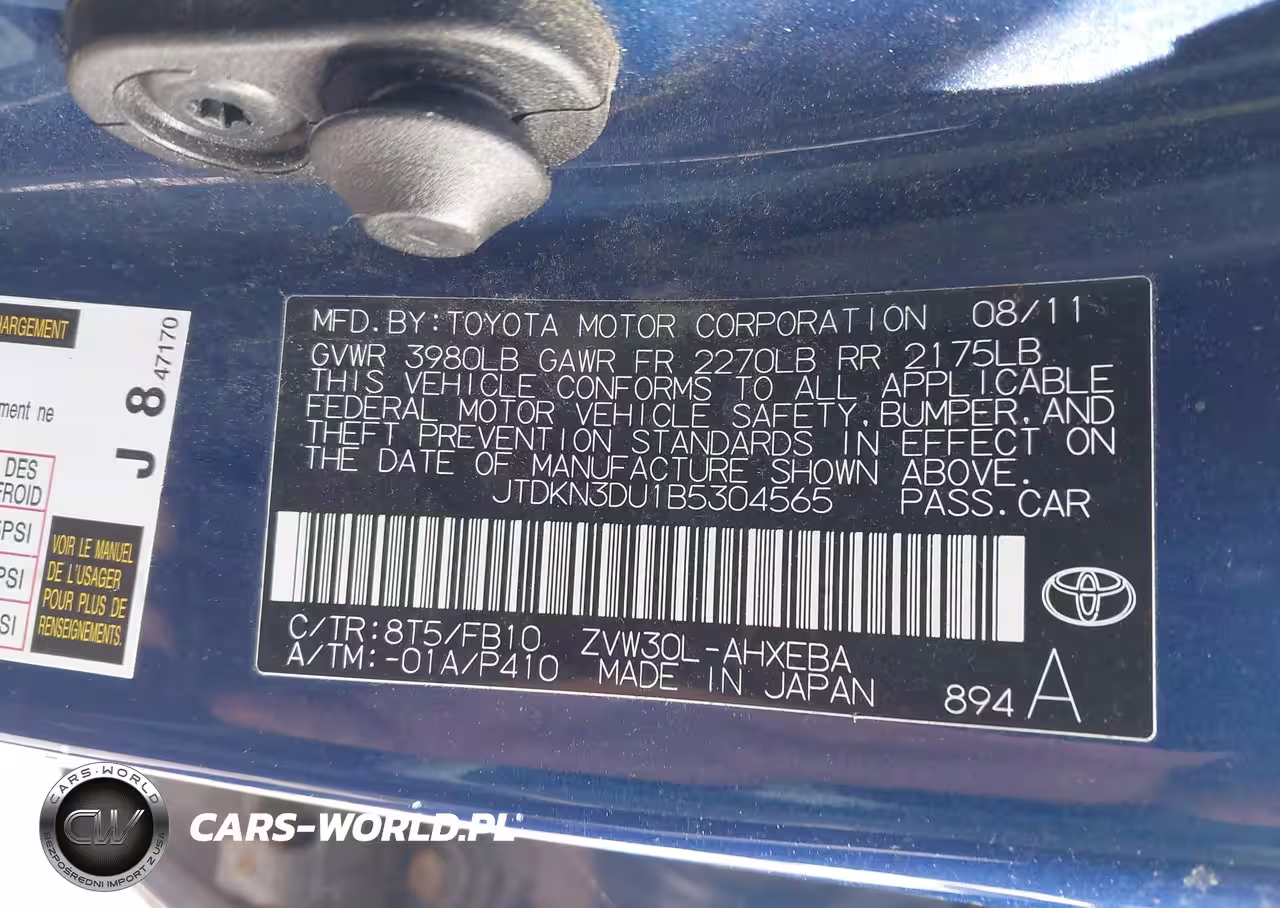 HARGEMENT
ment ne
DES
FROID
PSI
PSI
SI
VOIR LE MANUEL
DE L'USAGER
POUR PLUS DE
RENSEIGNEMENTS.
J 8 47170
MFD.BY:TOYOTA MOTOR CORPORATION 08/11
GVWR 3980LB GAWR FR 2270LB RR 2175LB
THIS VEHICLE CONFORMS TO ALL APPLICABLE
FEDERAL MOTOR VEHICLE SAFETY,BUMPER,AND
THEFT PREVENTION STANDARDS IN EFFECT ON
THE DATE OF MANUFACTURE SHOWN ABOVE.
JTDKN3DU1B5304565 PASS.CAR
C/TR:8T5/FB10 ZVW30L-AHXEBA
A/TM:-01A/P410 MADE IN JAPAN
894 A
CARS-WORLD
CW
BEZPOŚREDNI IMPORT Z USA
CARS-WORLD.PL